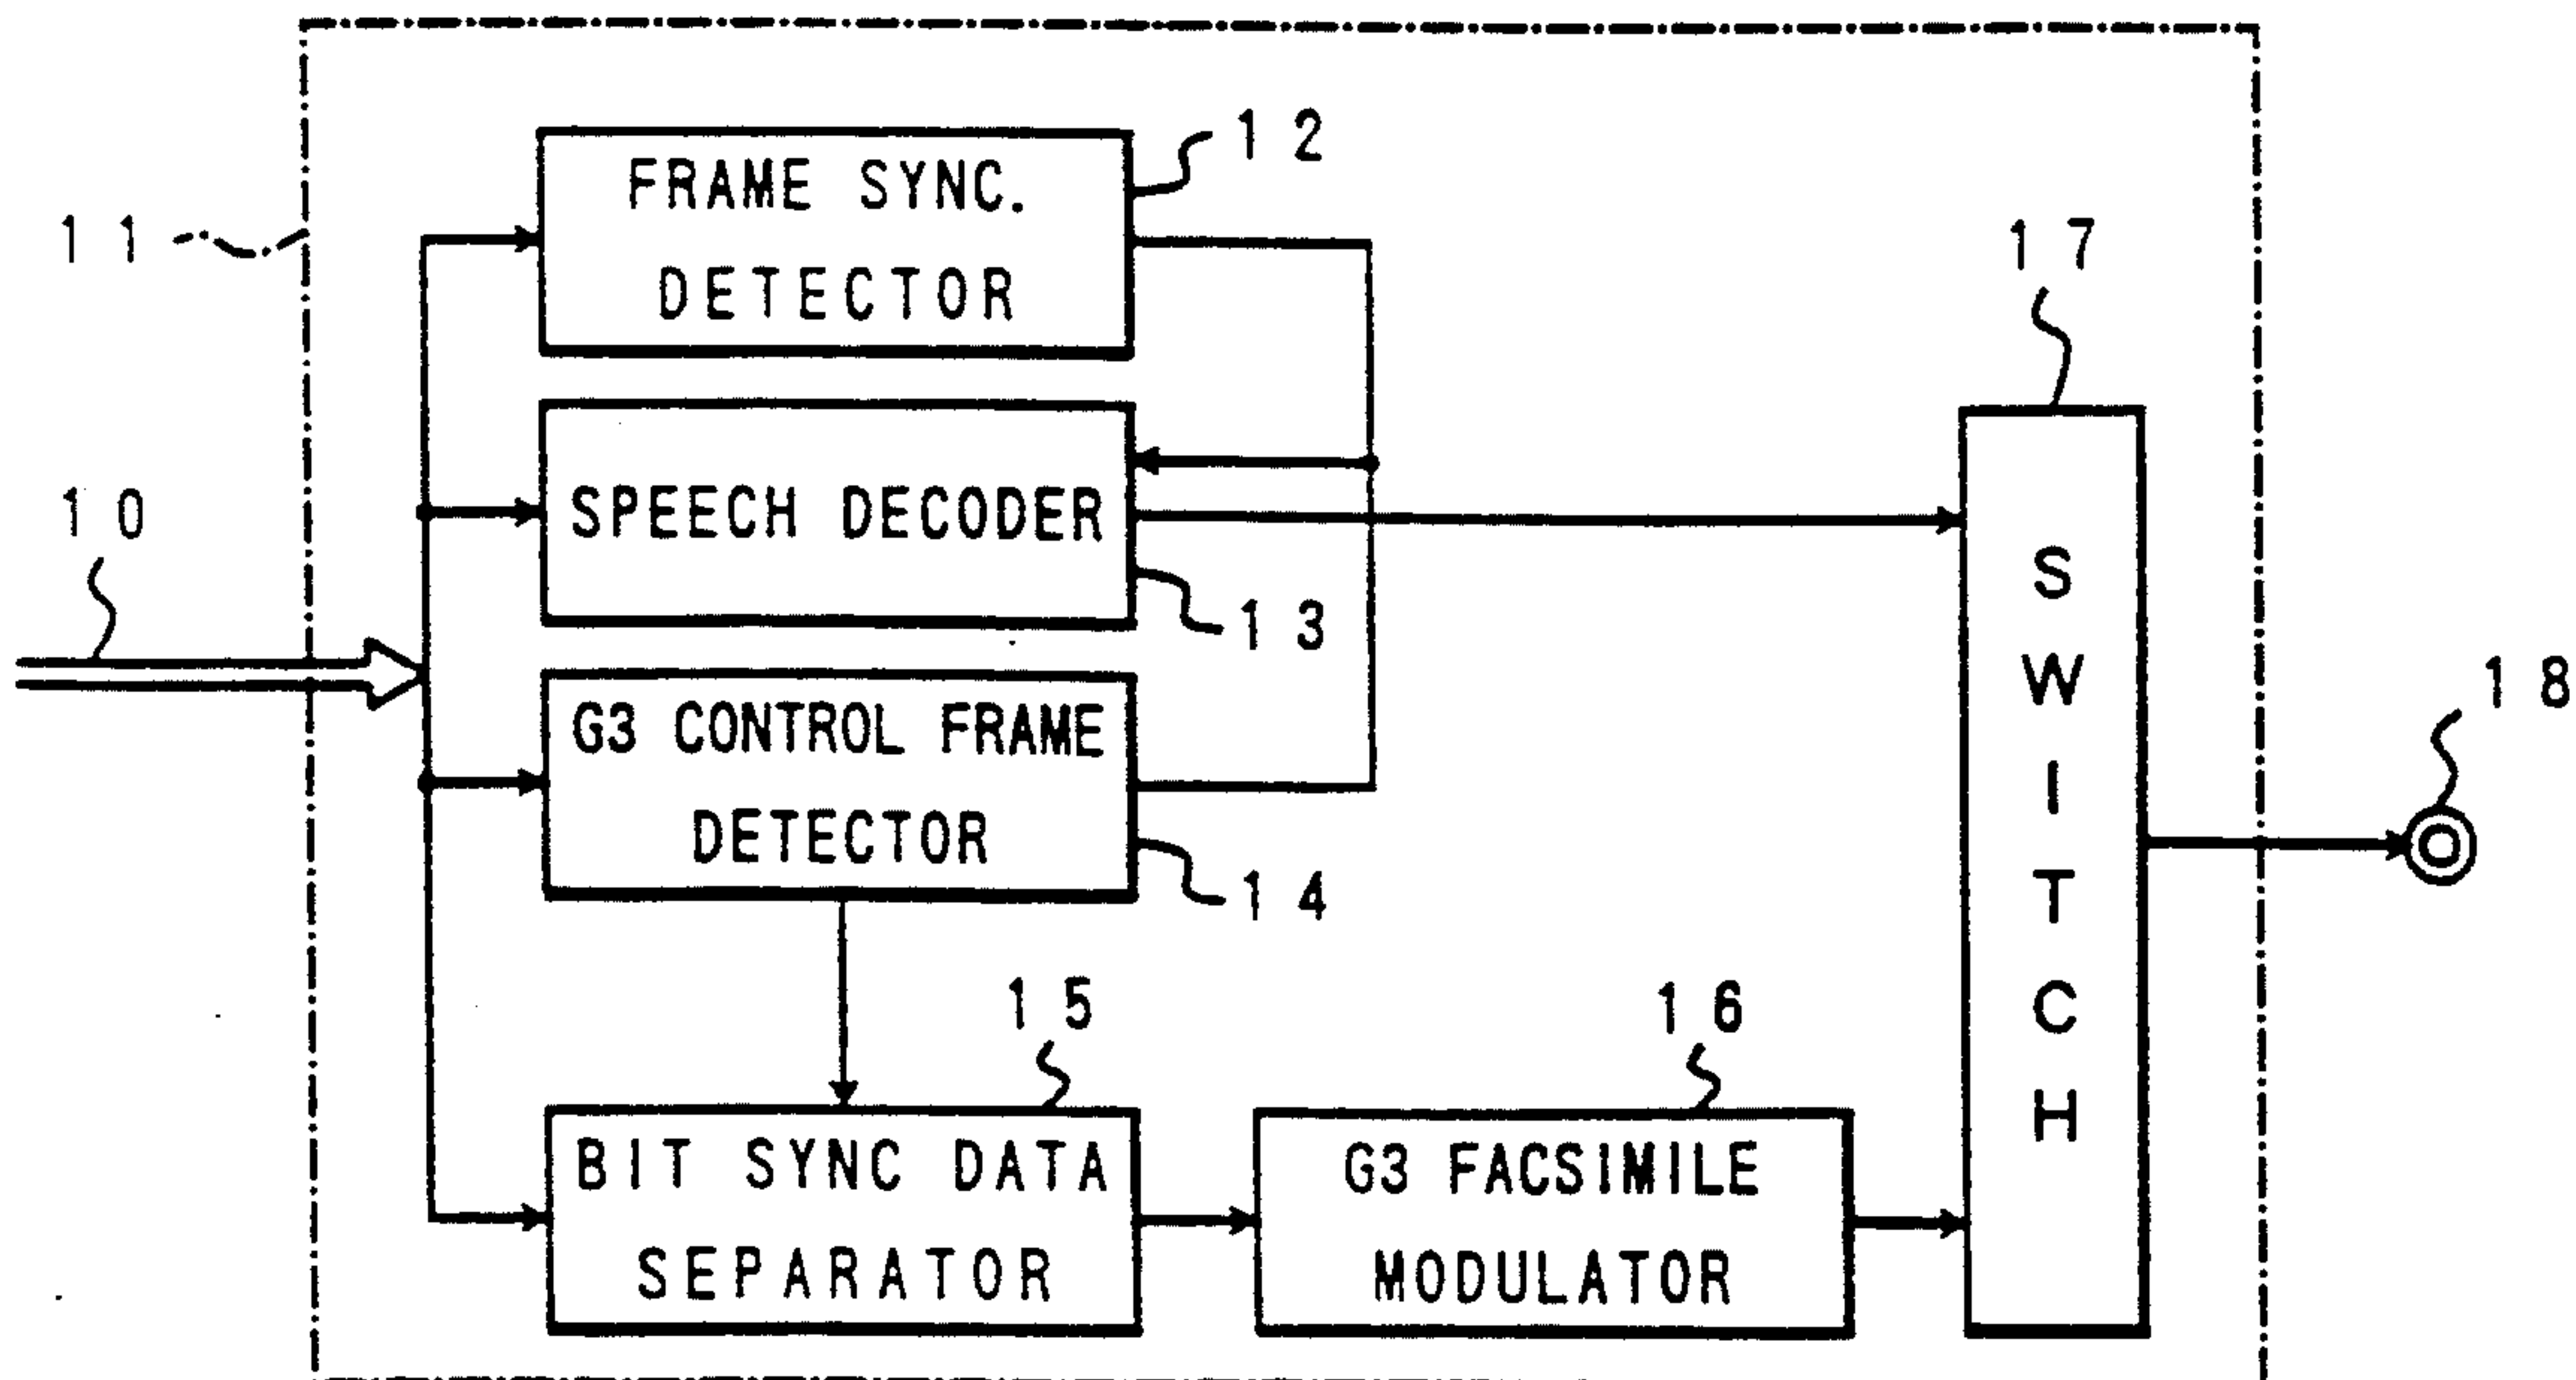 12
FRAME SYNC.
DETECTOR
11
17
10
SPEECH DECODER
13
G3 CONTROL FRAME
DETECTOR
14
SWITCH
18
15
BIT SYNC DATA
SEPARATOR
16
G3 FACSIMILE
MODULATOR